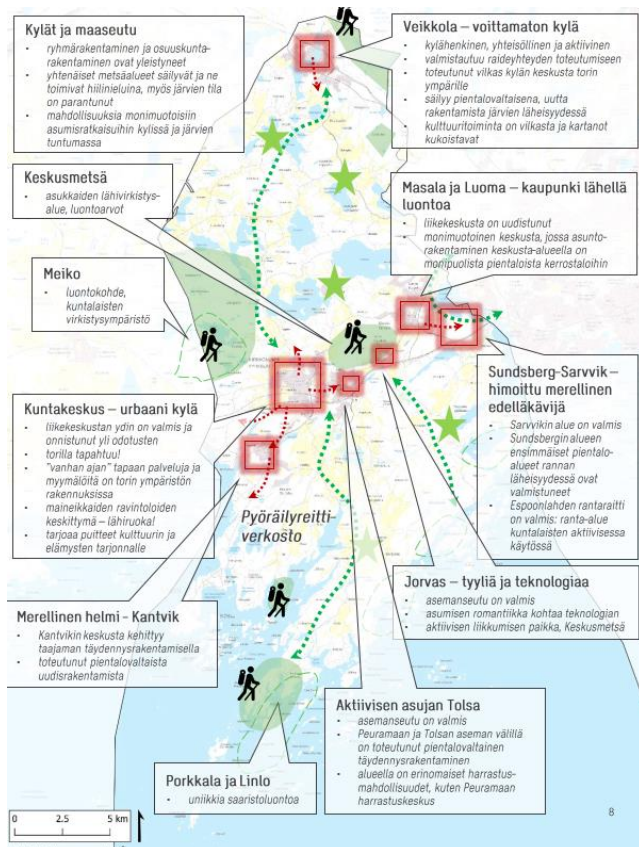 Kylät ja maaseutu
• ryhmärakentaminen ja osuuskunta-
rakentaminen ovat yleistyneet
• yhtenäiset metsäalueet säilyvät ja ne
toimivat hiilinieluina, myös järvien tila
on parantunut
• mahdollisuuksia monimuotoisiin
asumisratkaisuihin kylissä ja järvien
tuntumassa
Veikkola – voittamaton kylä
• kylähenkinen, yhteisöllinen ja aktiivinen
• valmistautuu raideyhteyden toteutumiseen
• toteutunut vilkas kylän keskusta torin
ympärille
• säilyy pientalovaltaisena, uutta
rakentamista järvien läheisyydessä
• kulttuuritoiminta on vilkasta ja kartanot
kukoistavat
Keskusmetsä
• asukkaiden lähivirkistys-
alue, luontoarvot
Masala ja Luoma – kaupunki lähellä
luontoa
• liikekeskusta on uudistunut
• monimuotoinen keskusta, jossa asunto-
rakentaminen keskusta-alueella on
monipuolista pientaloista kerrostaloihin
Meiko
• luontokohde,
kuntalaisten
virkistysympäristö
Sundsberg-Sarvvik –
himoittu merellinen
edelläkävijä
• Sarvvikin alue on valmis
• Sundsbergin alueen
ensimmäiset pientalo-
alueet rannan
läheisyydessä ovat
valmistuneet
• Espoonlahden rantaraitti
on valmis: ranta-alue
kuntalaisten aktiivisessa
käytössä
Kuntakeskus – urbaani kylä
• liikekeskustan ydin on valmis ja
onnistunut yli odotusten
• torilla tapahtuu!
• "vanhan ajan" tapaan palveluja ja
myymälöitä on torin ympäristön
rakennuksissa
• maineikkaiden ravintoloiden
keskittymä – lähiruoka!
• tarjoaa puitteet kulttuurin ja
elämysten tarjonnalle
Pyöräilyreitti-
verkosto
Jorvas – tyyliä ja teknologiaa
• asemanseutu on valmis
• asumisen romantiikka kohtaa teknologian
• aktiivisen liikkumisen paikka, Keskusmetsä
Merellinen helmi - Kantvik
• Kantvikin keskusta kehittyy
taajaman täydennysrakentamisella
• toteutunut pientalovaltaista
uudisrakentamista
Aktiivisen asujan Tolsa
• asemanseutu on valmis
• Peuramaan ja Tolsan aseman välillä
on toteutunut pientalovaltainen
täydennysrakentaminen
• alueella on erinomaiset harrastus-
mahdollisuudet, kuten Peuramaan
harrastuskeskus
Porkkala ja Linlo
• uniikkia saaristoluontoa
0 2.5 5 km
8